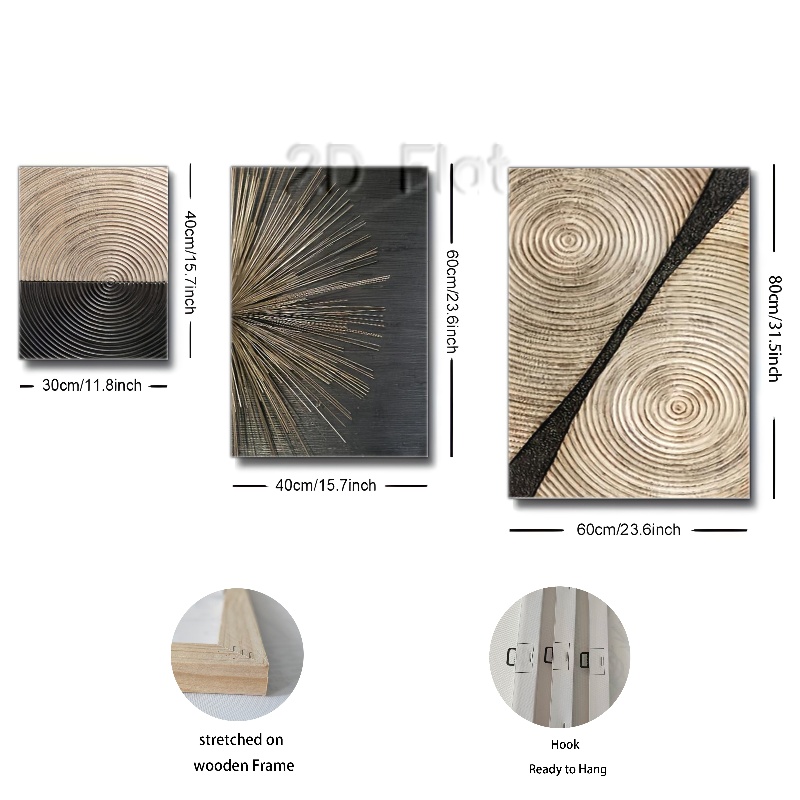 2D Flat
40cm/15.7inch
30cm/11.8inch
60cm/23.6inch
40cm/15.7inch
80cm/31.5inch
60cm/23.6inch
stretched on
wooden Frame
Hook
Ready to Hang